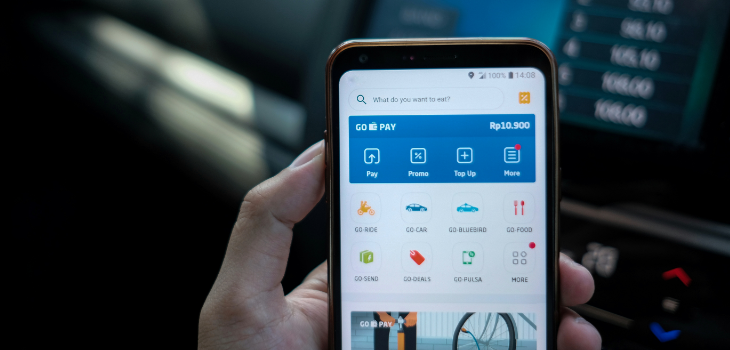 100% 14:08
What do you want to eat?
GO PAY Rp10.900
Pay Promo Top Up More
GO-RIDE GO-CAR GO-BLUEBIRD GO-FOOD
GO-SEND GO-DEALS GO-PULSA MORE
GO PAY
98,10
105,10
106,00
108,00